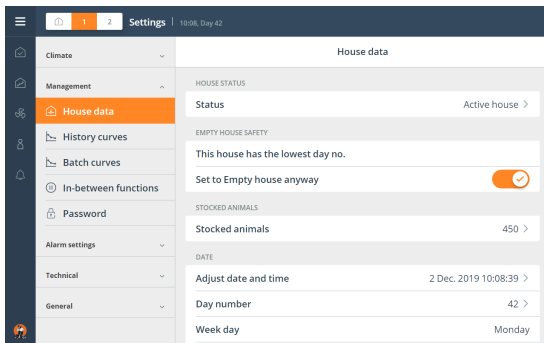 1 2 Settings | 10:08, Day 42
Climate
Management
House data
History curves
Batch curves
In-between functions
Password
Alarm settings
Technical
General
House data
HOUSE STATUS
Status Active house >
EMPTY HOUSE SAFETY
This house has the lowest day no.
Set to Empty house anyway
STOCKED ANIMALS
Stocked animals 450 >
DATE
Adjust date and time 2 Dec. 2019 10:08:39 >
Day number 42 >
Week day Monday